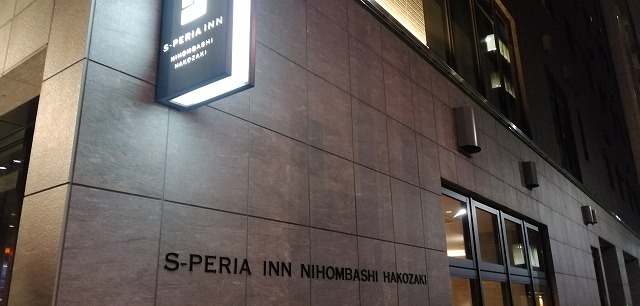 S-PERIA INN
NIHOMBASHI
HAKOZAKI
S-PERIA INN NIHOMBASHI HAKOZAKI